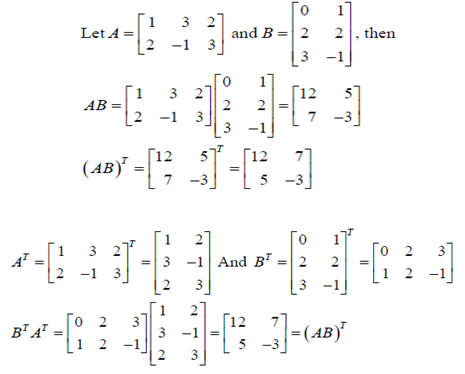 Let A = [1 3 2; 2 −1 3] and B = [0 1; 2 2; 3 −1], then
AB = [1 3 2; 2 −1 3][0 1; 2 2; 3 −1] = [12 5; 7 −3]
(AB)^T = [12 5; 7 −3]^T = [12 7; 5 −3]
A^T = [1 3 2; 2 −1 3]^T = [1 2; 3 −1; 2 3] And B^T = [0 1; 2 2; 3 −1]^T = [0 2 3; 1 2 −1]
B^T A^T = [0 2 3; 1 2 −1][1 2; 3 −1; 2 3] = [12 7; 5 −3] = (AB)^T